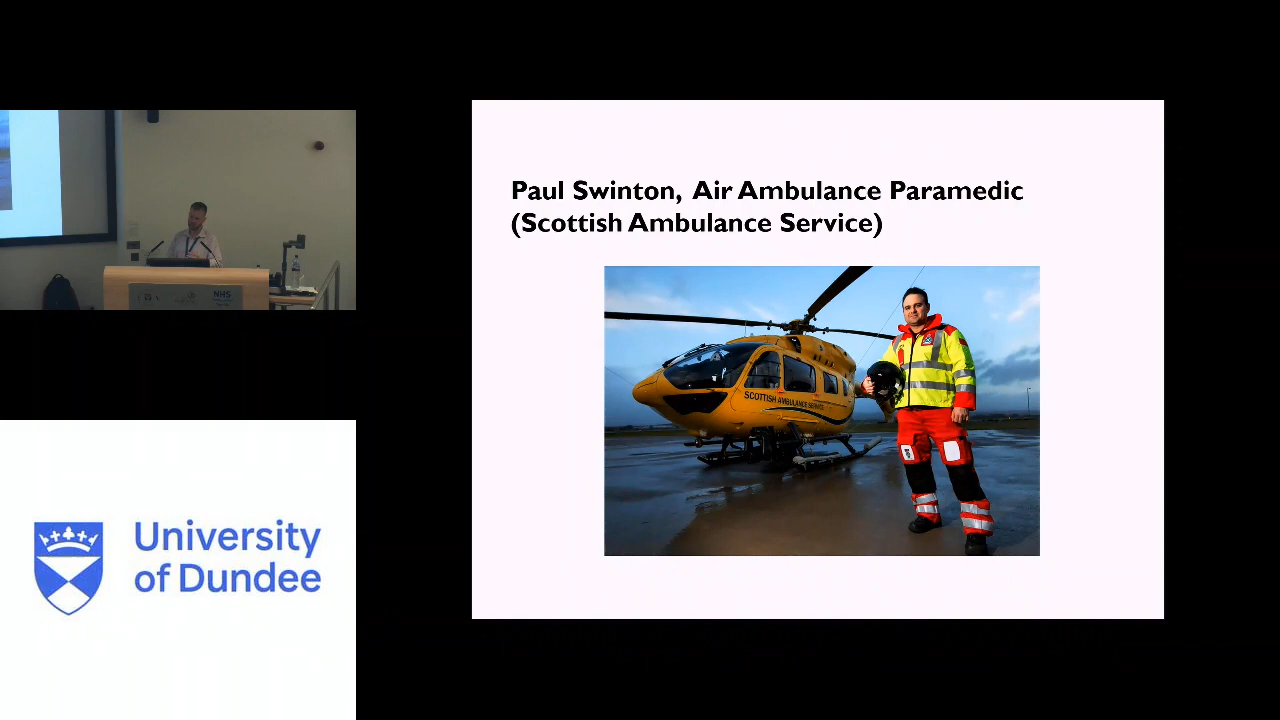 Paul Swinton, Air Ambulance Paramedic
(Scottish Ambulance Service)
SCOTTISH AMBULANCE SERVICE
NHS
University
of Dundee